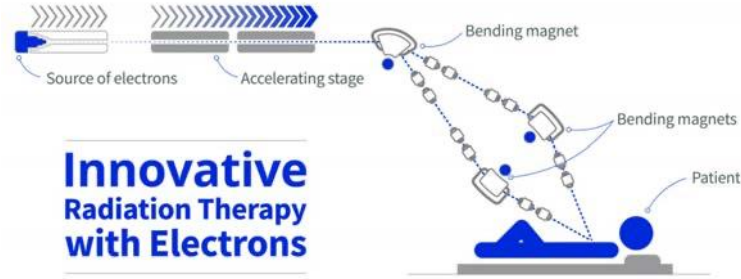 Bending magnet
Source of electrons
Accelerating stage
Bending magnets
Innovative
Radiation Therapy
with Electrons
Patient